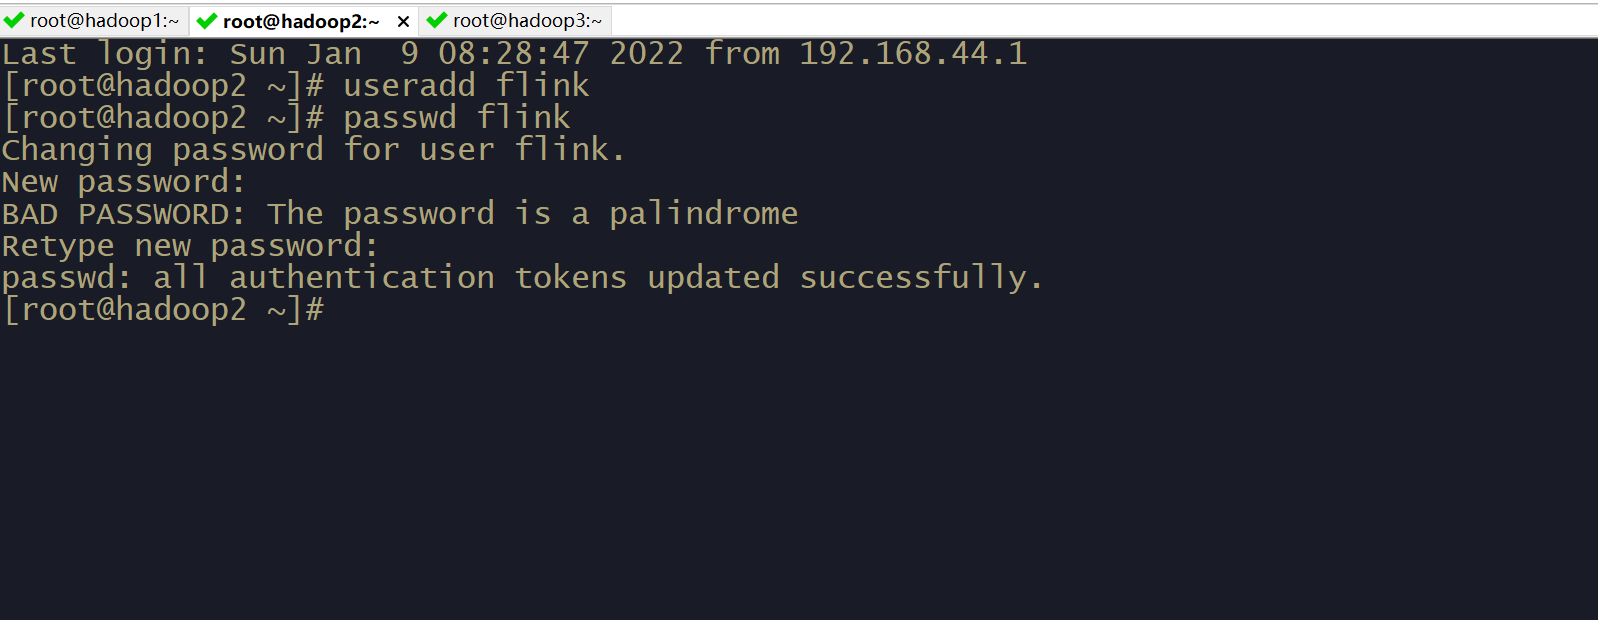 root@hadoop1:~ root@hadoop2:~ × root@hadoop3:~
Last login: Sun Jan  9 08:28:47 2022 from 192.168.44.1
[root@hadoop2 ~]# useradd flink
[root@hadoop2 ~]# passwd flink
Changing password for user flink.
New password:
BAD PASSWORD: The password is a palindrome
Retype new password:
passwd: all authentication tokens updated successfully.
[root@hadoop2 ~]#